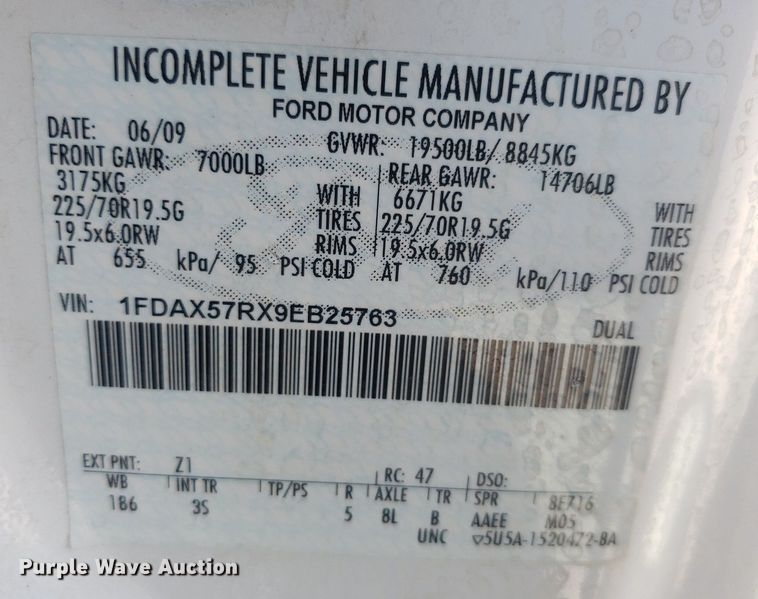 INCOMPLETE VEHICLE MANUFACTURED BY
FORD MOTOR COMPANY
DATE: 06/09 GVWR: 19500LB/ 8845KG
FRONT GAWR: 7000LB REAR GAWR: 14706LB
3175KG WITH 6671KG WITH
225/70R19.5G TIRES 225/70R19.5G TIRES
19.5x6.0RW RIMS 19.5x6.0RW RIMS
AT 655 kPa/ 95 PSI COLD AT 760 kPa/110 PSI COLD
VIN: 1FDAX57RX9EB25763 DUAL
EXT PNT: Z1 RC: 47 DSO:
WB INT TR TP/PS R AXLE TR SPR 8F716
186 3S 5 8L B AAEE M05
UNC 5U5A-1520472-BA
Purple Wave Auction